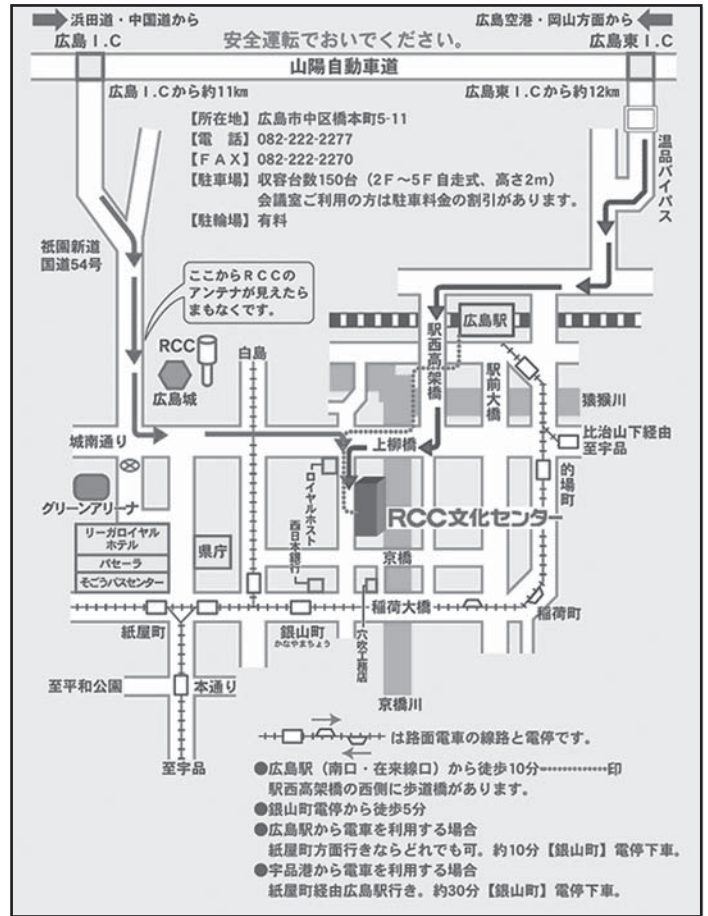 浜田道・中国道から
広島空港・岡山方面から
広島I.C
安全運転でおいでください。
広島東I.C
山陽自動車道
広島I.Cから約11km
広島東I.Cから約12km
【所在地】広島市中区橋本町5-11
【電　話】082-222-2277
【ＦＡＸ】082-222-2270
【駐車場】収容台数150台（2F～5F自走式、高さ2m）
会議室ご利用の方は駐車料金の割引があります。
【駐輪場】有料
温品バイパス
祇園新道
国道54号
ここからRCCの
アンテナが見えたら
まもなくです。
広島駅
RCC
白島
駅西高架橋
駅前大橋
広島城
猿猴川
城南通り
上柳橋
比治山下経由
至宇品
的場町
グリーンアリーナ
ロイヤルホスト
RCC文化センター
リーガロイヤル
ホテル
パセーラ
そごうバスセンター
県庁
西日本銀行
京橋
紙屋町
銀山町
かなやまちょう
穴吹工務店
稲荷大橋
稲荷町
至平和公園
本通り
京橋川
至宇品
は路面電車の線路と電停です。
●広島駅（南口・在来線口）から徒歩10分 印
駅西高架橋の西側に歩道橋があります。
●銀山町電停から徒歩5分
●広島駅から電車を利用する場合
紙屋町方面行きならどれでも可。約10分【銀山町】電停下車。
●宇品港から電車を利用する場合
紙屋町経由広島駅行き。約30分【銀山町】電停下車。